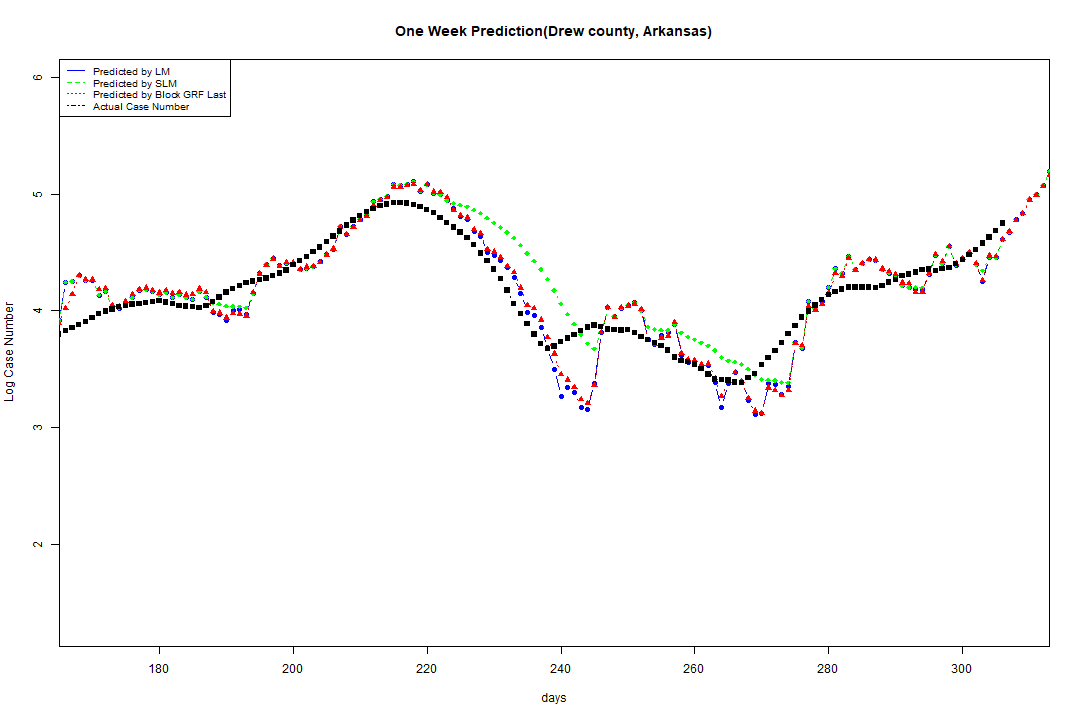 One Week Prediction(Drew county, Arkansas)
Predicted by LM
Predicted by SLM
Predicted by Block GRF Last
Actual Case Number
6
5
4
3
2
Log Case Number
180 200 220 240 260 280 300
days